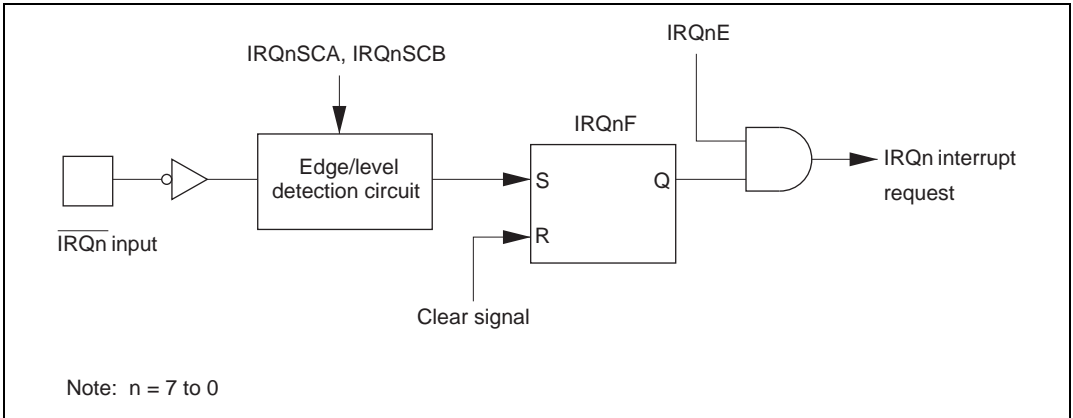 IRQnE
IRQnSCA, IRQnSCB
IRQnF
Edge/level
detection circuit
S
Q
R
IRQn interrupt
request
IRQn input
Clear signal
Note: n = 7 to 0